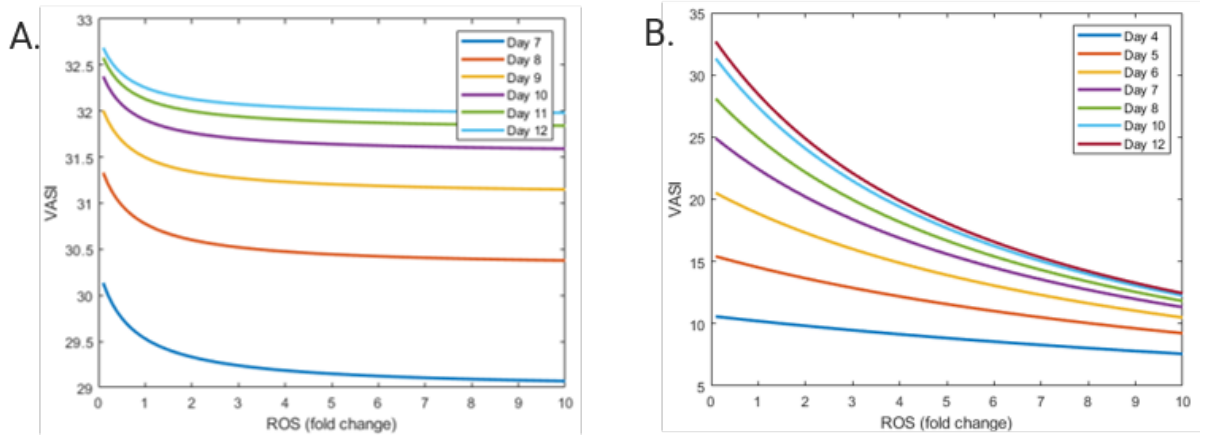 A.
33
32.5
32
31.5
31
30.5
30
29.5
29
VASI
0 1 2 3 4 5 6 7 8 9 10
ROS (fold change)
Day 7
Day 8
Day 9
Day 10
Day 11
Day 12
B.
35
30
25
20
15
10
5
VASI
0 1 2 3 4 5 6 7 8 9 10
ROS (fold change)
Day 4
Day 5
Day 6
Day 7
Day 8
Day 10
Day 12